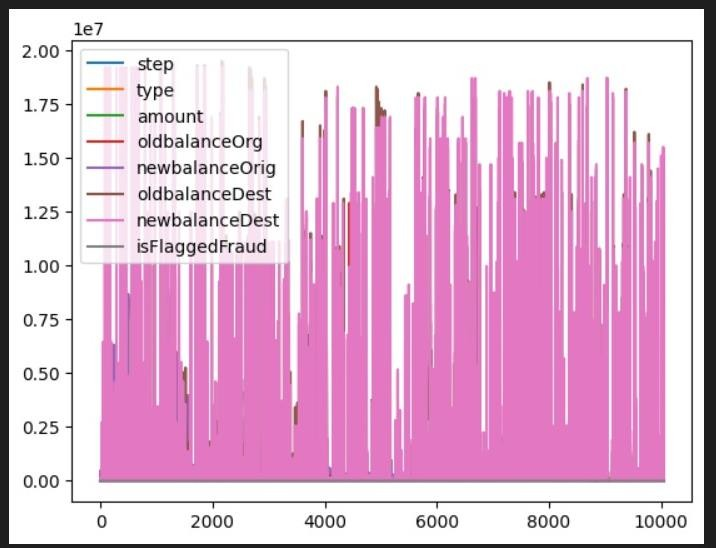 1e7
2.00
1.75
1.50
1.25
1.00
0.75
0.50
0.25
0.00
step
type
amount
oldbalanceOrg
newbalanceOrig
oldbalanceDest
newbalanceDest
isFlaggedFraud
0 2000 4000 6000 8000 10000